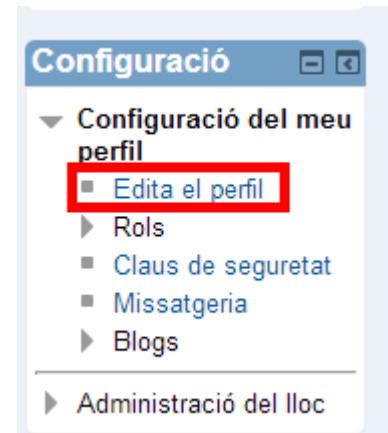 Configuració
Configuració del meu
perfil
Edita el perfil
Rols
Claus de seguretat
Missatgeria
Blogs
Administració del lloc